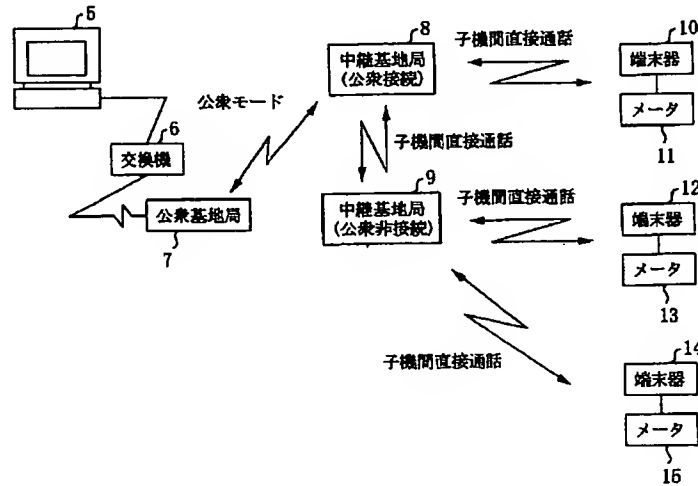 5
6
交換機
公衆基地局
7
公衆モード
8
中継基地局
(公衆接続)
子機間直接通話
子機間直接通話
9
中継基地局
(公衆非接続)
子機間直接通話
子機間直接通話
10
端末器
メータ
11
12
端末器
メータ
13
14
端末器
メータ
15